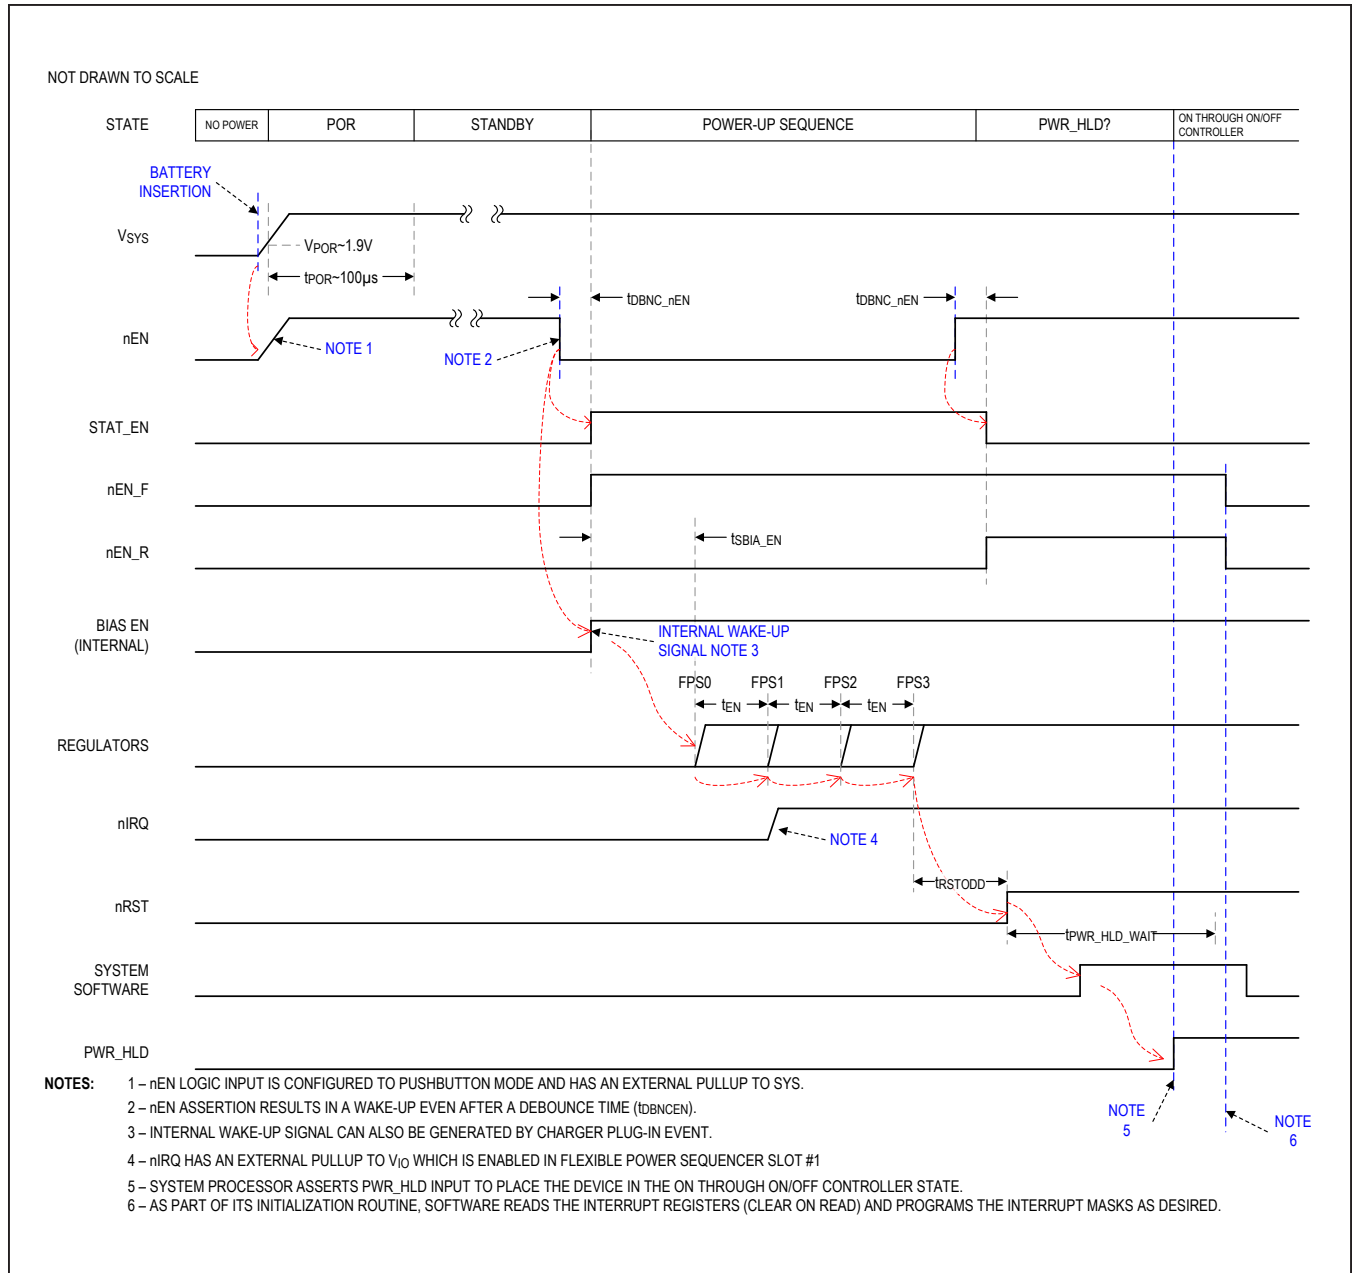 NOT DRAWN TO SCALE
STATE
NO POWER
POR
STANDBY
POWER-UP SEQUENCE
PWR_HLD?
ON THROUGH ON/OFF
CONTROLLER
BATTERY
INSERTION
VSYS
VPOR~1.9V
tPOR~100µs
tDBNC_nEN
tDBNC_nEN
nEN
NOTE 1
NOTE 2
STAT_EN
nEN_F
nEN_R
tSBIA_EN
BIAS EN
(INTERNAL)
INTERNAL WAKE-UP
SIGNAL NOTE 3
FPS0
FPS1
FPS2
FPS3
tEN
tEN
tEN
REGULATORS
nIRQ
NOTE 4
tRSTODD
nRST
tPWR_HLD_WAIT
SYSTEM
SOFTWARE
PWR_HLD
NOTE
5
NOTE
6
NOTES:
1 – nEN LOGIC INPUT IS CONFIGURED TO PUSHBUTTON MODE AND HAS AN EXTERNAL PULLUP TO SYS.
2 – nEN ASSERTION RESULTS IN A WAKE-UP EVEN AFTER A DEBOUNCE TIME (tDBNCEN).
3 – INTERNAL WAKE-UP SIGNAL CAN ALSO BE GENERATED BY CHARGER PLUG-IN EVENT.
4 – nIRQ HAS AN EXTERNAL PULLUP TO VIO WHICH IS ENABLED IN FLEXIBLE POWER SEQUENCER SLOT #1
5 – SYSTEM PROCESSOR ASSERTS PWR_HLD INPUT TO PLACE THE DEVICE IN THE ON THROUGH ON/OFF CONTROLLER STATE.
6 – AS PART OF ITS INITIALIZATION ROUTINE, SOFTWARE READS THE INTERRUPT REGISTERS (CLEAR ON READ) AND PROGRAMS THE INTERRUPT MASKS AS DESIRED.